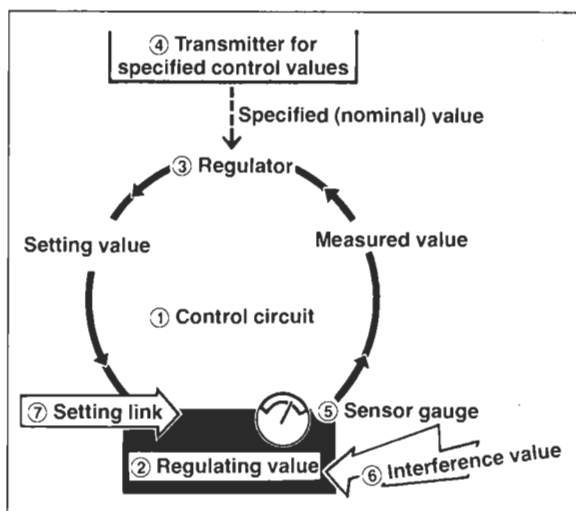 ④ Transmitter for
specified control values
Specified (nominal) value
③ Regulator
Setting value
Measured value
① Control circuit
⑦ Setting link
⑤ Sensor gauge
② Regulating value
⑥ Interference value